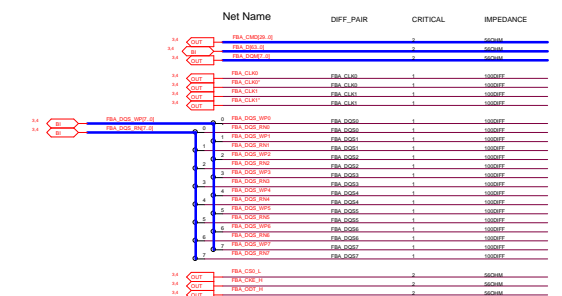 Net Name DIFF_PAIR CRITICAL IMPEDANCE
3,4 OUT FBA_CMD[29..0] 2 56OHM
3,4 BI FBA_D[63..0] 2 56OHM
3,4 OUT FBA_DQM[7..0] 2 56OHM
3,4 OUT FBA_CLK0 FBA_CLK0 1 100DIFF
3,4 OUT FBA_CLK0* FBA_CLK0 1 100DIFF
3,4 OUT FBA_CLK1 FBA_CLK1 1 100DIFF
3,4 OUT FBA_CLK1* FBA_CLK1 1 100DIFF
3,4 BI FBA_DQS_WP[7..0] 0 FBA_DQS_WP0 FBA_DQS0 1 100DIFF
3,4 BI FBA_DQS_RN[7..0] 0 FBA_DQS_RN0 FBA_DQS0 1 100DIFF
1 FBA_DQS_WP1 FBA_DQS1 1 100DIFF
1 FBA_DQS_RN1 FBA_DQS1 1 100DIFF
2 FBA_DQS_WP2 FBA_DQS2 1 100DIFF
2 FBA_DQS_RN2 FBA_DQS2 1 100DIFF
3 FBA_DQS_WP3 FBA_DQS3 1 100DIFF
3 FBA_DQS_RN3 FBA_DQS3 1 100DIFF
4 FBA_DQS_WP4 FBA_DQS4 1 100DIFF
4 FBA_DQS_RN4 FBA_DQS4 1 100DIFF
5 FBA_DQS_WP5 FBA_DQS5 1 100DIFF
5 FBA_DQS_RN5 FBA_DQS5 1 100DIFF
6 FBA_DQS_WP6 FBA_DQS6 1 100DIFF
6 FBA_DQS_RN6 FBA_DQS6 1 100DIFF
7 FBA_DQS_WP7 FBA_DQS7 1 100DIFF
7 FBA_DQS_RN7 FBA_DQS7 1 100DIFF
3,4 OUT FBA_CS0_L 2 56OHM
3,4 OUT FBA_CKE_H 2 56OHM
3,4 OUT FBA_ODT_H 2 56OHM